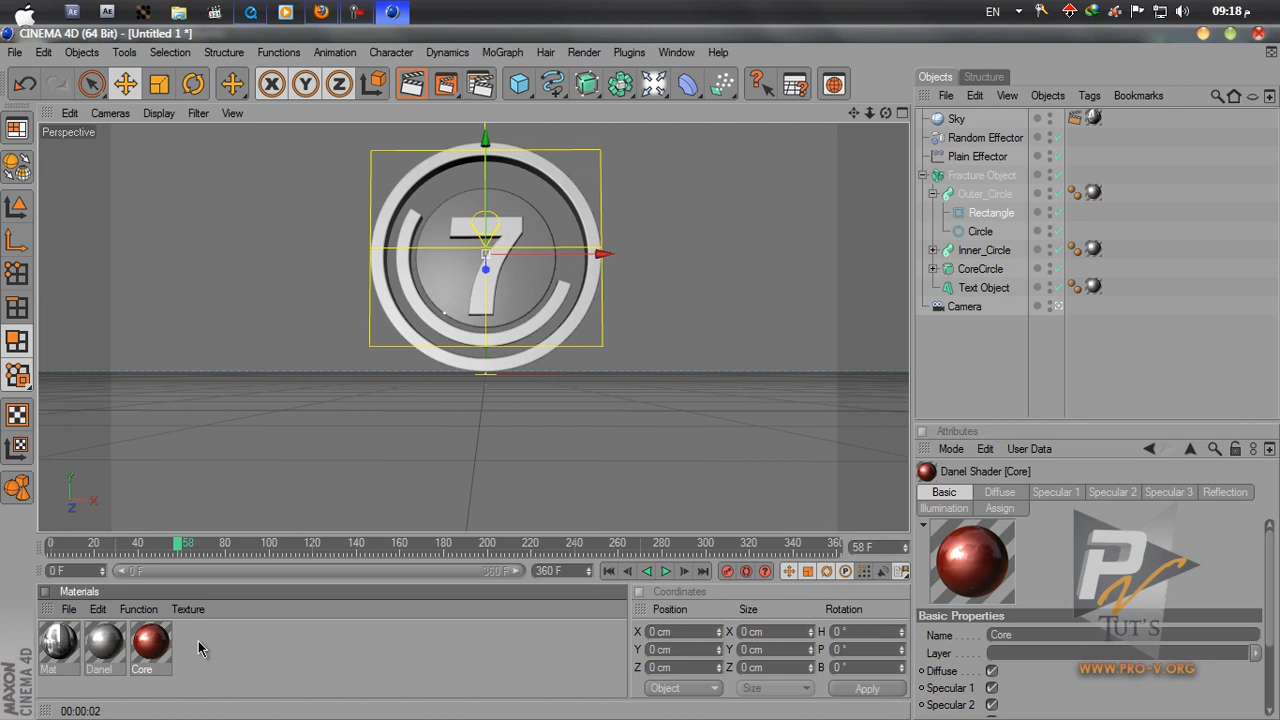 EN
09:18 م
CINEMA 4D (64 Bit) - [Untitled 1 *]
File Edit Objects Tools Selection Structure Functions Animation Character Dynamics MoGraph Hair Render Plugins Window Help
Objects Structure
File Edit View Objects Tags Bookmarks
Edit Cameras Display Filter View
Perspective
Sky
Random Effector
Plain Effector
Fracture Object
Outer_Circle
Rectangle
Circle
Inner_Circle
CoreCircle
Text Object
Camera
7
Y
X
Z
Attributes
Mode Edit User Data
Danel Shader [Core]
Basic Diffuse Specular 1 Specular 2 Specular 3 Reflection
Illumination Assign
0 20 40 58 80 100 120 140 160 180 200 220 240 260 280 300 320 340 36
58 F
0 F
0 F
360 F
360 F
Materials
File Edit Function Texture
Mat
Danel
Core
Coordinates
Position Size Rotation
X 0 cm X 0 cm H 0 °
Y 0 cm Y 0 cm P 0 °
Z 0 cm Z 0 cm B 0 °
Object Size Apply
Basic Properties
Name Core
Layer
Diffuse
Specular 1
Specular 2
PV
TUT'S
WWW.PRO-V.ORG
MAXON
CINEMA 4D
00:00:02